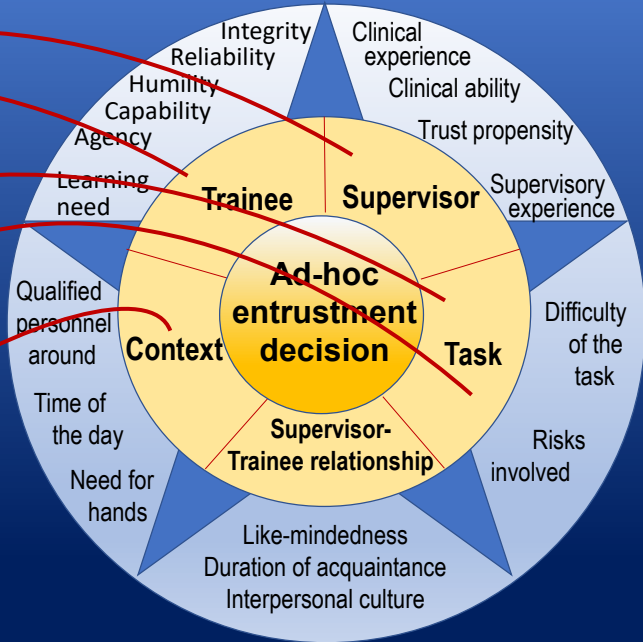 Integrity
Reliability
Humility
Capability
Agency
Learning
need
Clinical
experience
Clinical ability
Trust propensity
Supervisory
experience
Trainee
Supervisor
Ad-hoc
entrustment
decision
Context
Task
Supervisor-
Trainee relationship
Qualified
personnel
around
Time of
the day
Need for
hands
Difficulty
of the
task
Risks
involved
Like-mindedness
Duration of acquaintance
Interpersonal culture